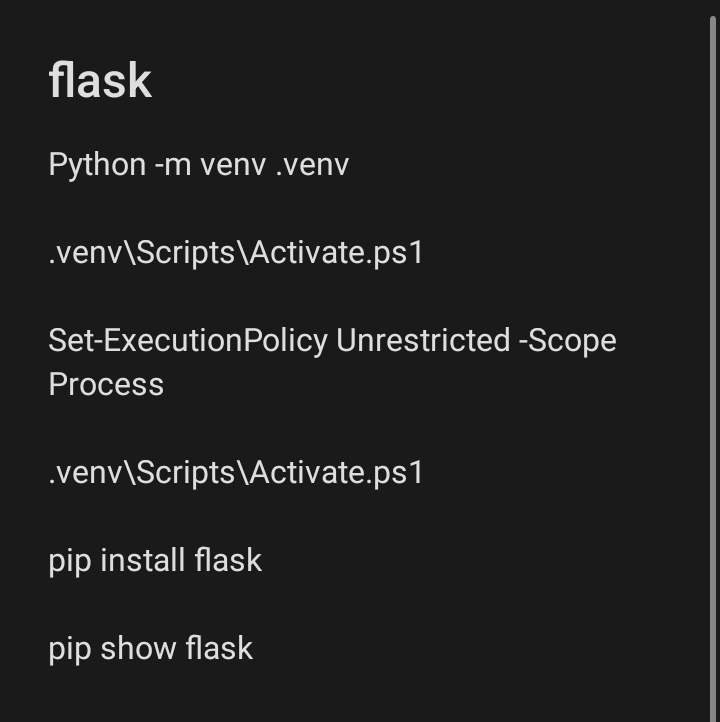 flask
Python -m venv .venv
.venv\Scripts\Activate.ps1
Set-ExecutionPolicy Unrestricted -Scope
Process
.venv\Scripts\Activate.ps1
pip install flask
pip show flask